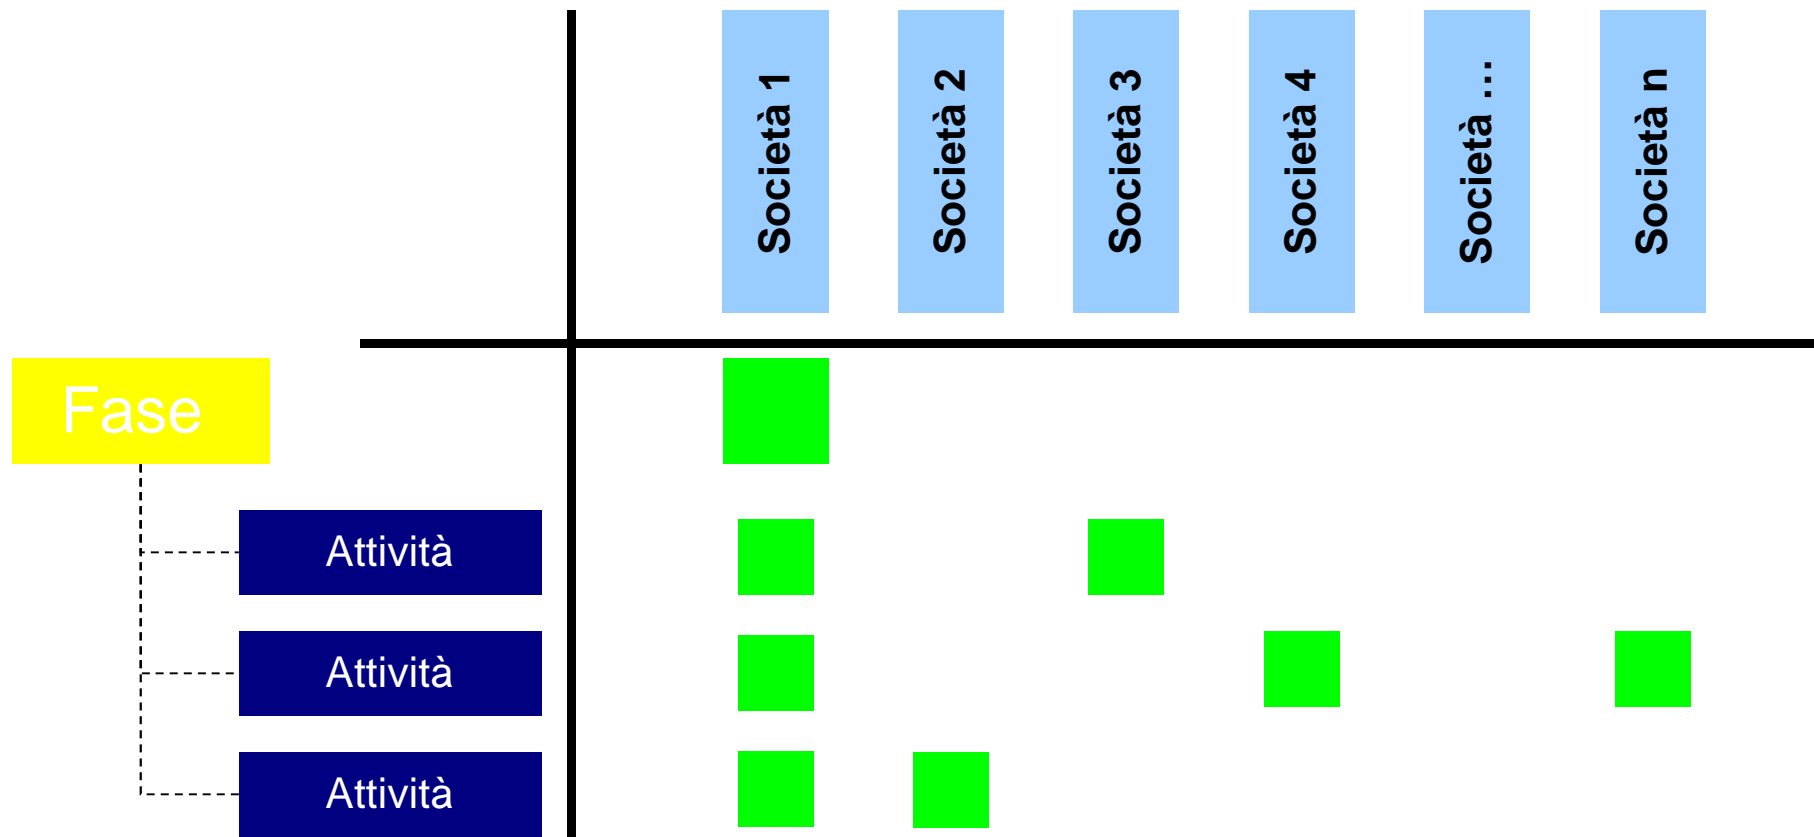 Società 1
Società 2
Società 3
Società 4
Società ...
Società n
Fase
Attività
Attività
Attività